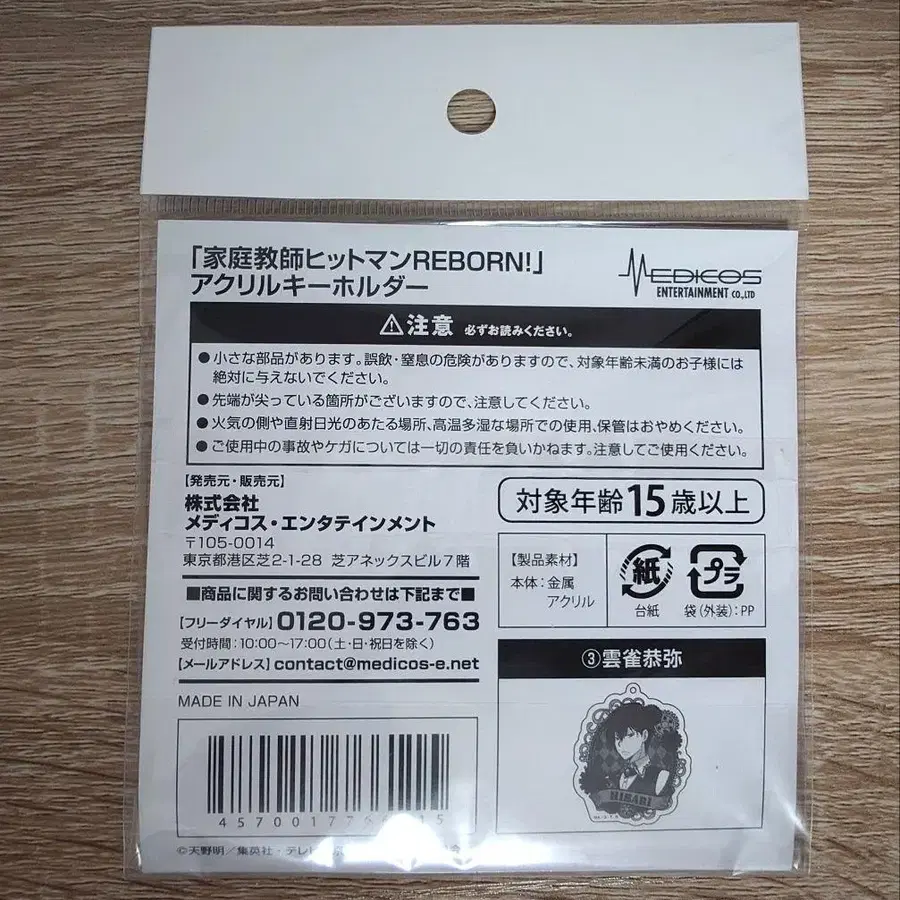 「家庭教師ヒットマンREBORN!」
アクリルキーホルダー
MEDICOS
ENTERTAINMENT CO.,LTD
注意 必ずお読みください。
●小さな部品があります。誤飲・窒息の危険がありますので、対象年齢未満のお子様には
絶対に与えないでください。
●先端が尖っている箇所がございますので、注意してください。
●火気の側や直射日光のあたる場所、高温多湿な場所での使用、保管はおやめください。
●ご使用中の事故やケガについては一切の責任を負いかねます。注意してご使用ください。
【発売元・販売元】
株式会社
メディコス・エンタテインメント
〒105-0014
東京都港区芝2-1-28 芝アネックスビル7階
■商品に関するお問い合わせは下記まで■
【フリーダイヤル】0120-973-763
受付時間:10:00〜17:00(土・日・祝日を除く)
【メールアドレス】contact@medicos-e.net
MADE IN JAPAN
対象年齢15歳以上
【製品素材】
本体:金属
アクリル
紙
台紙
プラ
袋(外装):PP
③雲雀恭弥
HIBARI
©天野明/集英社・テレビ